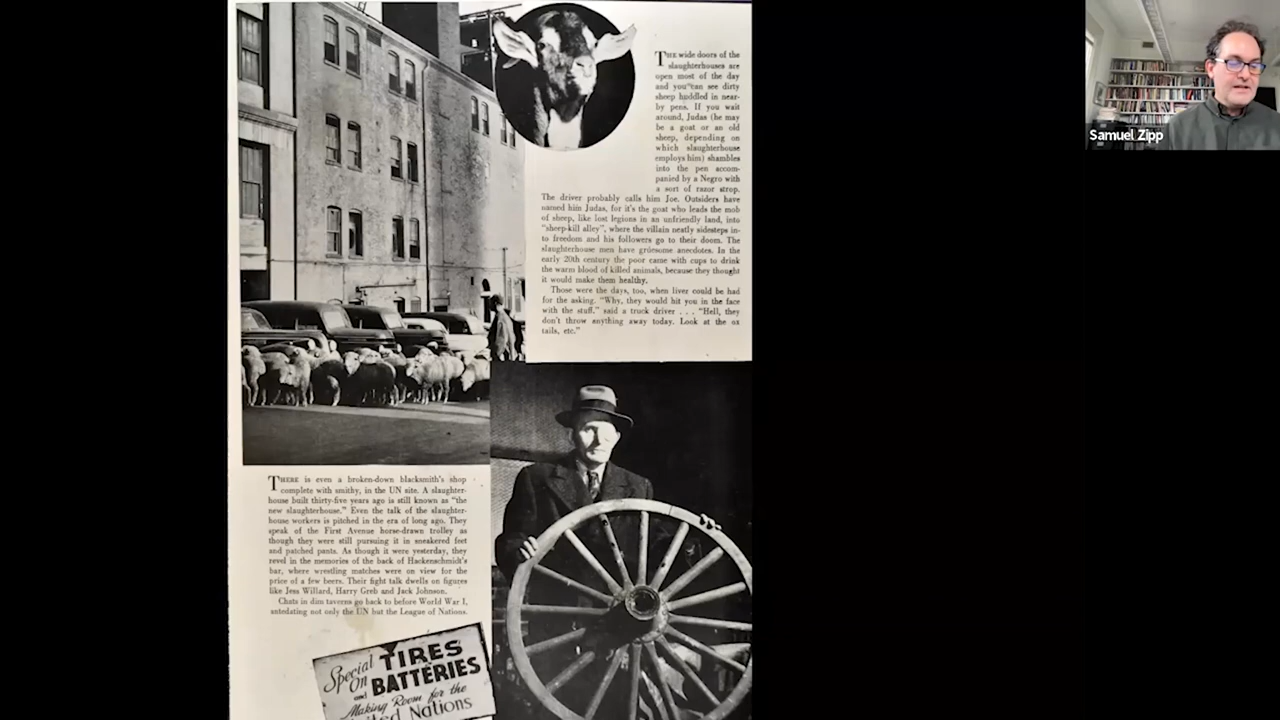 THE wide doors of the
slaughterhouses are
open most of the day
and you can see dirty
sheep huddled in near-
by pens. If you wait
around, Judas (he may
be a goat or an old
sheep, depending on
which slaughterhouse
employs him) shambles
into the pen accom-
panied by a Negro with
a sort of razor strop.
The driver probably calls him Joe. Outsiders have
named him Judas, for it's the goat who leads the mob
of sheep, like lost legions in an unfriendly land, into
"sheep-kill alley", where the villain neatly sidesteps in-
to freedom and his followers go to their doom. The
slaughterhouse men have gruesome anecdotes. In the
early 20th century the poor came with cups to drink
the warm blood of killed animals, because they thought
it would make them healthy.
Those were the days, too, when liver could be had
for the asking. "Why, they would hit you in the face
with the stuff." said a truck driver . . . "Hell, they
don't throw anything away today. Look at the ox
tails, etc."
THERE is even a broken-down blacksmith's shop
complete with smithy, in the UN site. A slaughter-
house built thirty-five years ago is still known as "the
new slaughterhouse." Even the talk of the slaughter-
house workers is pitched in the era of long ago. They
speak of the First Avenue horse-drawn trolley as
though they were still pursuing it in sneakered feet
and patched pants. As though it were yesterday, they
revel in the memories of the back of Hackenschmidt's
bar, where wrestling matches were on view for the
price of a few beers. Their fight talk dwells on figures
like Jess Willard, Harry Greb and Jack Johnson.
Chats in dim taverns go back to before World War I,
antedating not only the UN but the League of Nations.
Special On TIRES
and BATTERIES
Making Room for the
United Nations
Samuel Zipp